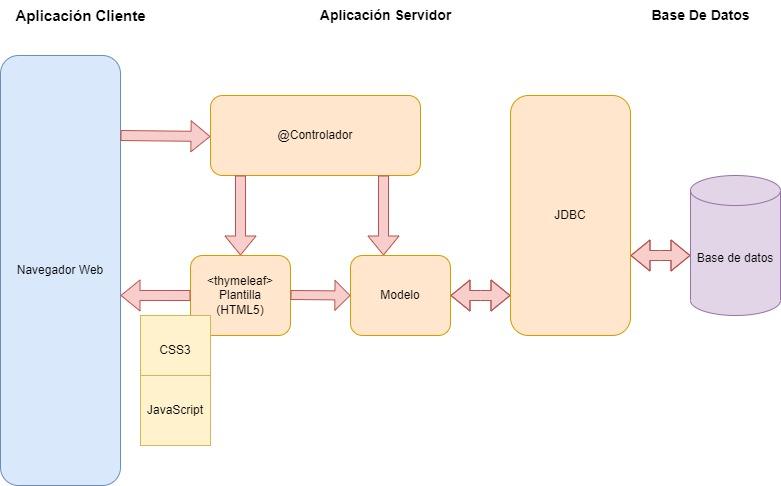 Aplicación Cliente
Aplicación Servidor
Base De Datos
@Controlador
JDBC
Navegador Web
<thymeleaf>
Plantilla
(HTML5)
Modelo
Base de datos
CSS3
JavaScript